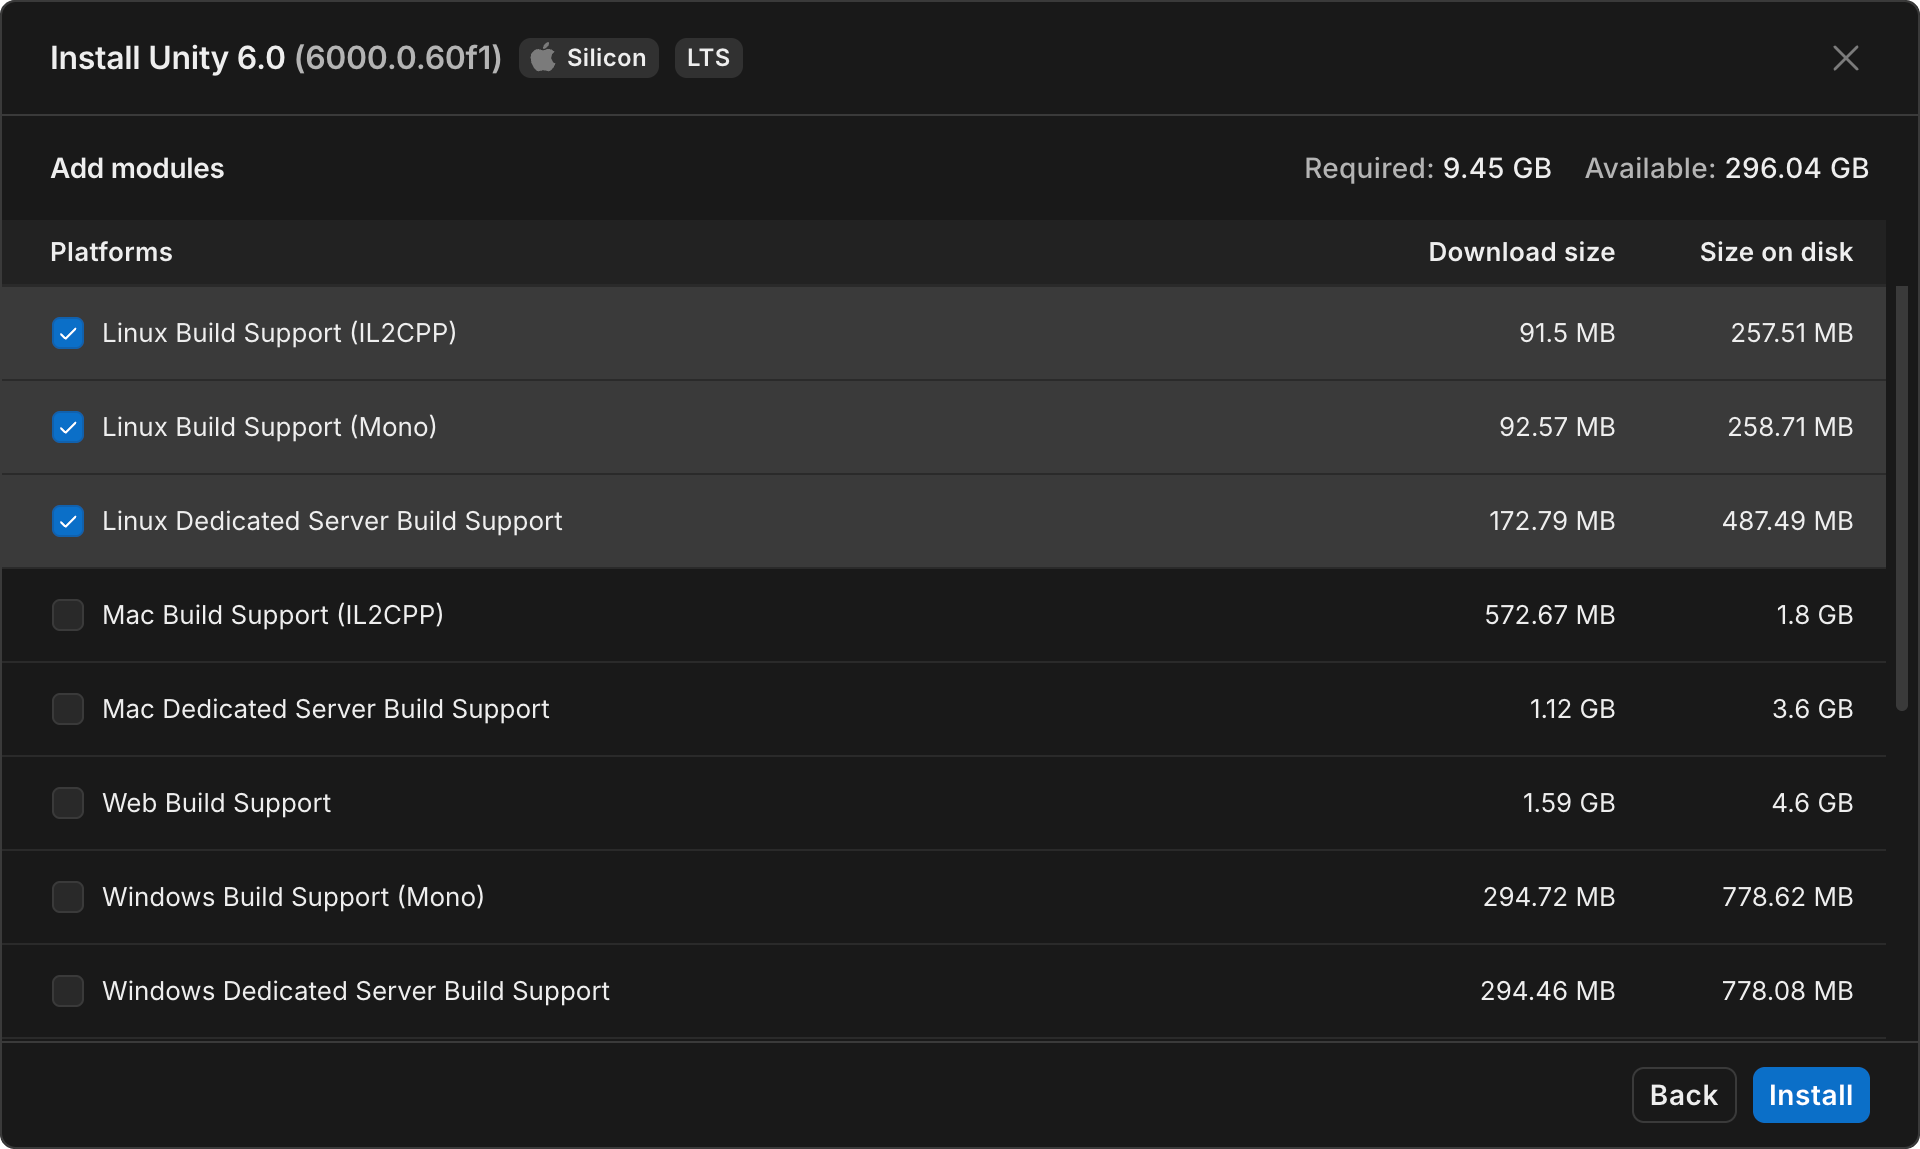 Install Unity 6.0 (6000.0.60f1) Silicon LTS
Add modules Required: 9.45 GB Available: 296.04 GB
Platforms Download size Size on disk
Linux Build Support (IL2CPP) 91.5 MB 257.51 MB
Linux Build Support (Mono) 92.57 MB 258.71 MB
Linux Dedicated Server Build Support 172.79 MB 487.49 MB
Mac Build Support (IL2CPP) 572.67 MB 1.8 GB
Mac Dedicated Server Build Support 1.12 GB 3.6 GB
Web Build Support 1.59 GB 4.6 GB
Windows Build Support (Mono) 294.72 MB 778.62 MB
Windows Dedicated Server Build Support 294.46 MB 778.08 MB
Back Install